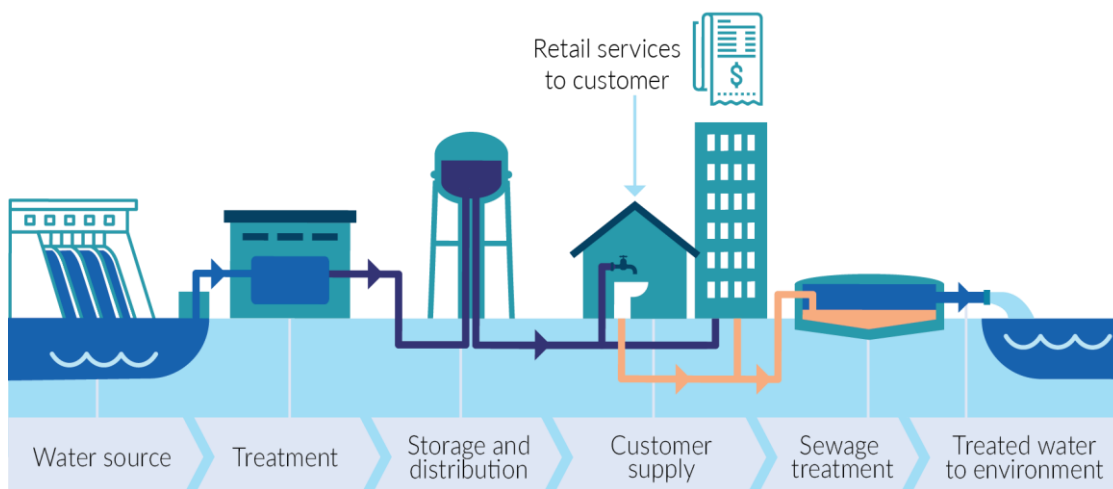 Retail services
to customer
$
Water source
Treatment
Storage and
distribution
Customer
supply
Sewage
treatment
Treated water
to environment